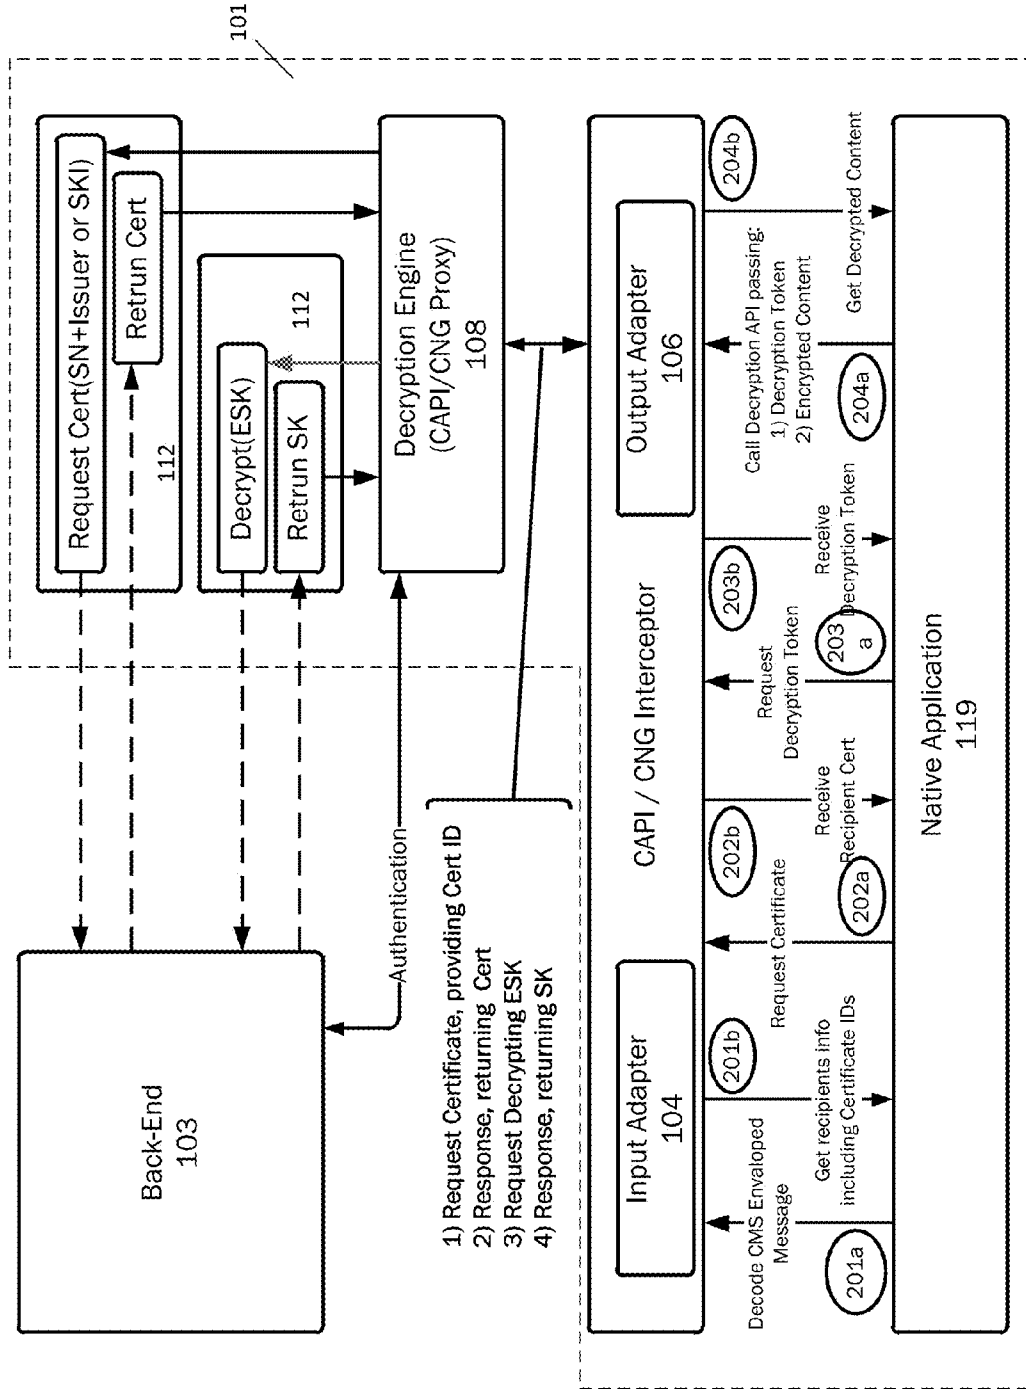 101
Request Cert(SN+Issuer or SKI)
Retrun Cert
112
Decrypt(ESK)
Retrun SK
112
Back-End
103
Authentication
Decryption Engine
(CAPI/CNG Proxy)
108
1) Request Certificate, providing Cert ID
2) Response, returning Cert
3) Request Decrypting ESK
4) Response, returning SK
Input Adapter
104
CAPI / CNG Interceptor
Output Adapter
106
201b
202b
203b
204b
Decode CMS Envaloped
Message
Get recipients info
including Certificate IDs
Request Certificate
Receive
Recipient Cert
Request
Decryption Token
Receive
Decryption Token
Call Decryption API passing:
1) Decryption Token
2) Encrypted Content
Get Decrypted Content
201a
202a
203
a
204a
Native Application
119